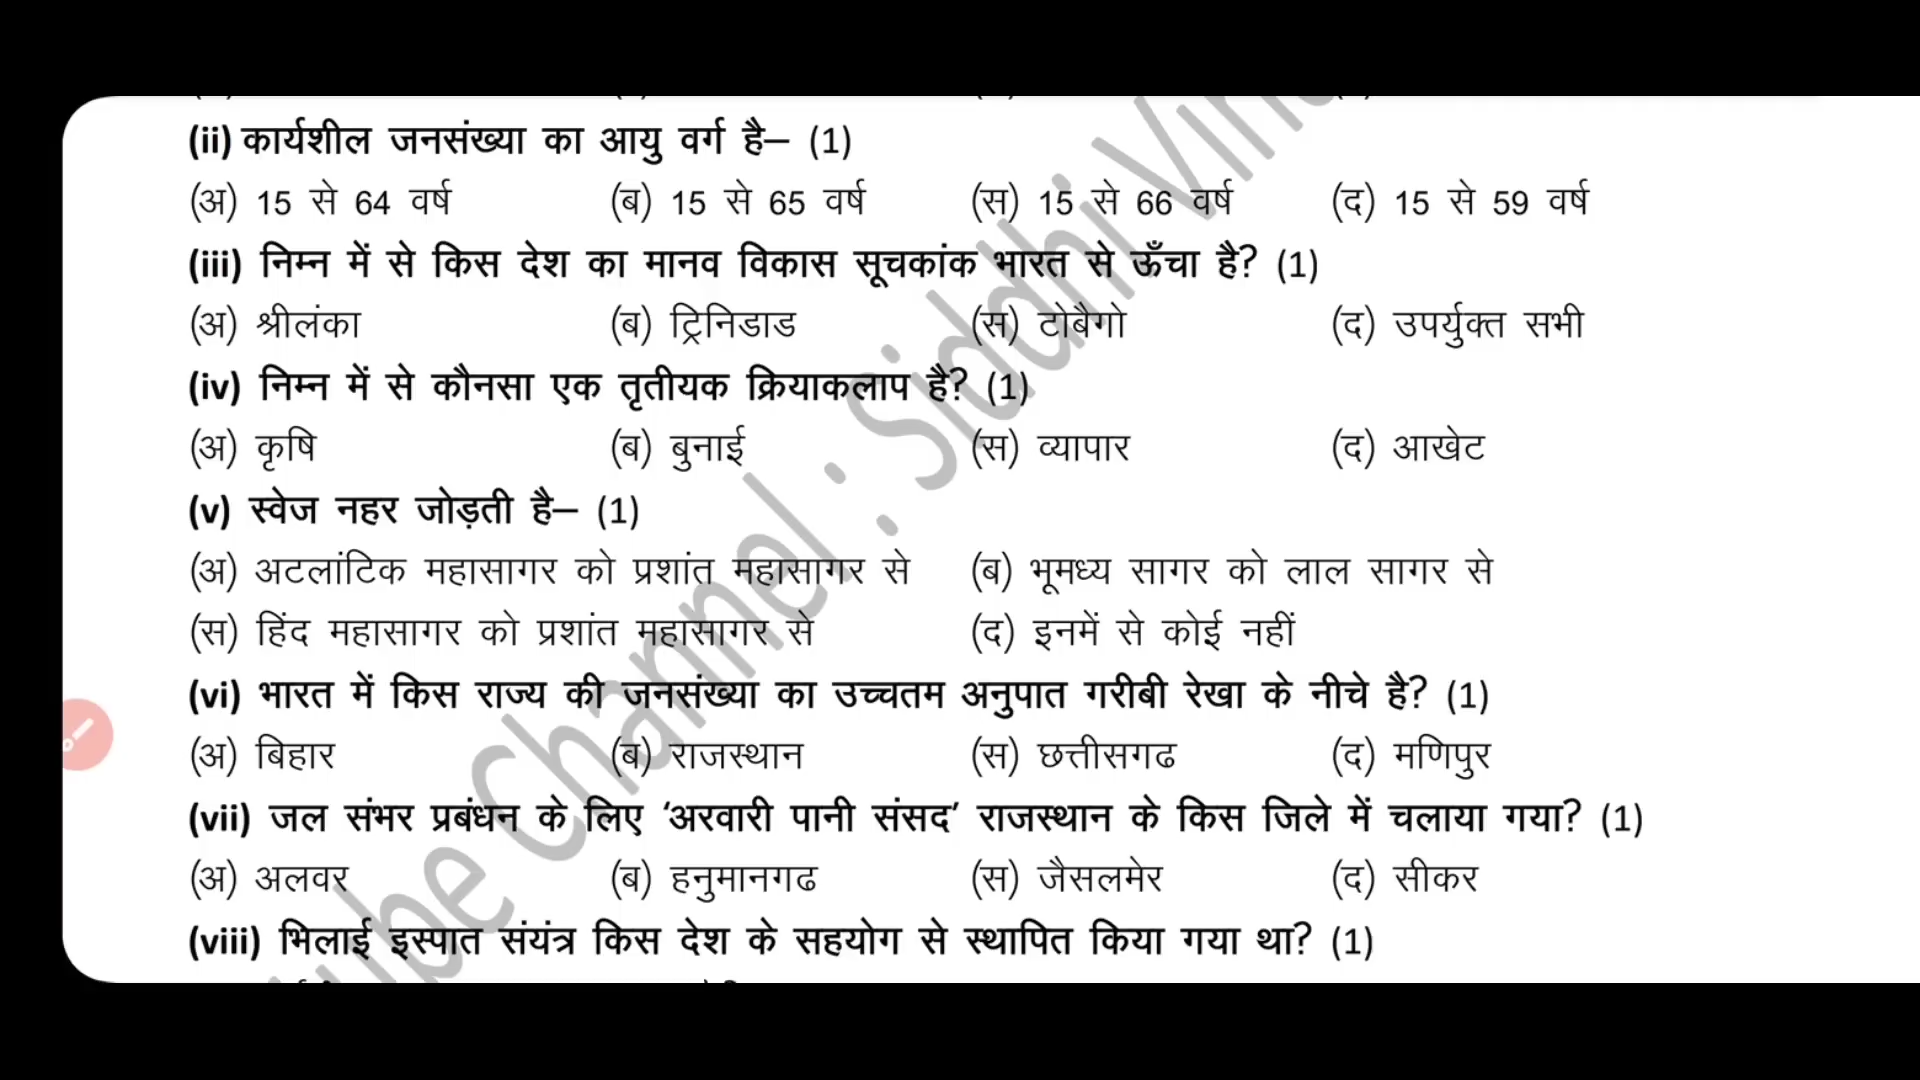 (ii) कार्यशील जनसंख्या का आयु वर्ग है– (1)
(अ) 15 से 64 वर्ष (ब) 15 से 65 वर्ष (स) 15 से 66 वर्ष (द) 15 से 59 वर्ष
(iii) निम्न में से किस देश का मानव विकास सूचकांक भारत से ऊँचा है? (1)
(अ) श्रीलंका (ब) ट्रिनिडाड (स) टोबैगो (द) उपर्युक्त सभी
(iv) निम्न में से कौनसा एक तृतीयक क्रियाकलाप है? (1)
(अ) कृषि (ब) बुनाई (स) व्यापार (द) आखेट
(v) स्वेज नहर जोड़ती है– (1)
(अ) अटलांटिक महासागर को प्रशांत महासागर से (ब) भूमध्य सागर को लाल सागर से
(स) हिंद महासागर को प्रशांत महासागर से (द) इनमें से कोई नहीं
(vi) भारत में किस राज्य की जनसंख्या का उच्चतम अनुपात गरीबी रेखा के नीचे है? (1)
(अ) बिहार (ब) राजस्थान (स) छत्तीसगढ (द) मणिपुर
(vii) जल संभर प्रबंधन के लिए ‘अरवारी पानी संसद’ राजस्थान के किस जिले में चलाया गया? (1)
(अ) अलवर (ब) हनुमानगढ (स) जैसलमेर (द) सीकर
(viii) भिलाई इस्पात संयंत्र किस देश के सहयोग से स्थापित किया गया था? (1)
Channel : Siddhi